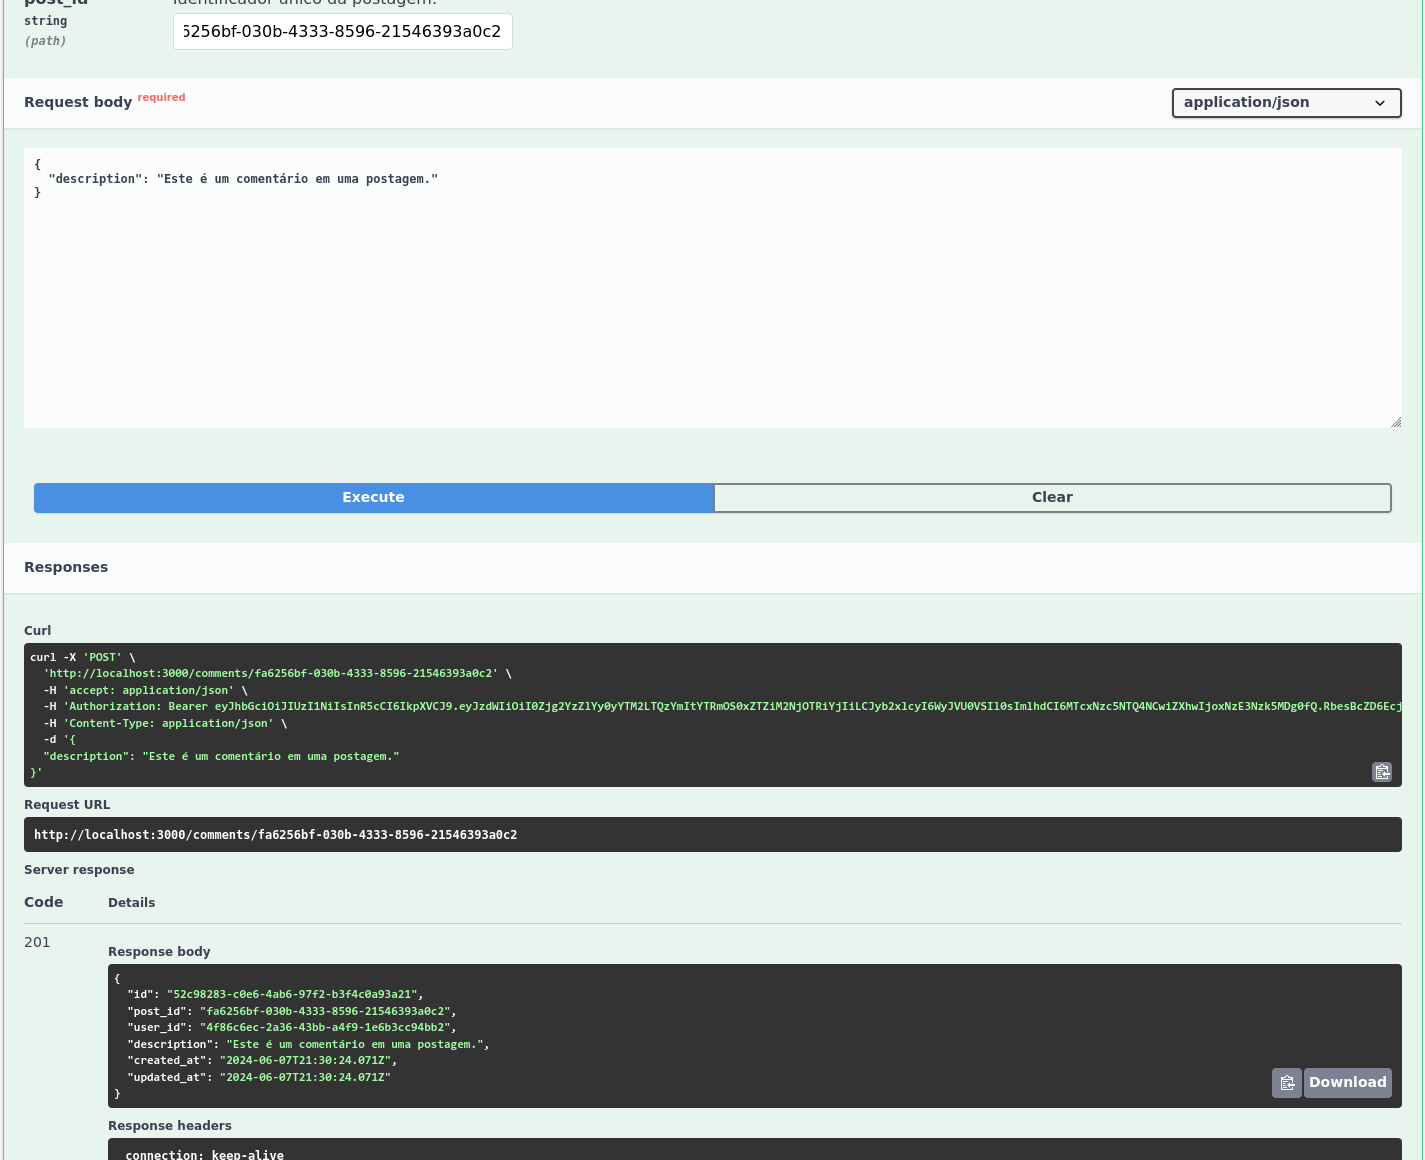 post_id Identificador único da postagem.
string
(path)
6256bf-030b-4333-8596-21546393a0c2
Request body required
application/json
{
"description": "Este é um comentário em uma postagem."
}
Execute
Clear
Responses
Curl
curl -X 'POST' \
'http://localhost:3000/comments/fa6256bf-030b-4333-8596-21546393a0c2' \
-H 'accept: application/json' \
-H 'Authorization: Bearer eyJhbGciOiJIUzI1NiIsInR5cCI6IkpXVCJ9.eyJzdWIiOiI0Zjg2YzZlYy0yYTM2LTQzYmItYTRmOS0xZTZiM2NjOTRiYjIiLCJyb2xlcyI6WyJVU0VSIl0sImlhdCI6MTcxNzc5NTQ4NCwiZXhwIjoxNzE3Nzk5MDg0fQ.RbesBcZD6Ecj
-H 'Content-Type: application/json' \
-d '{
"description": "Este é um comentário em uma postagem."
}'
Request URL
http://localhost:3000/comments/fa6256bf-030b-4333-8596-21546393a0c2
Server response
Code Details
201
Response body
{
"id": "52c98283-c0e6-4ab6-97f2-b3f4c0a93a21",
"post_id": "fa6256bf-030b-4333-8596-21546393a0c2",
"user_id": "4f86c6ec-2a36-43bb-a4f9-1e6b3cc94bb2",
"description": "Este é um comentário em uma postagem.",
"created_at": "2024-06-07T21:30:24.071Z",
"updated_at": "2024-06-07T21:30:24.071Z"
}
Download
Response headers
connection: keep-alive